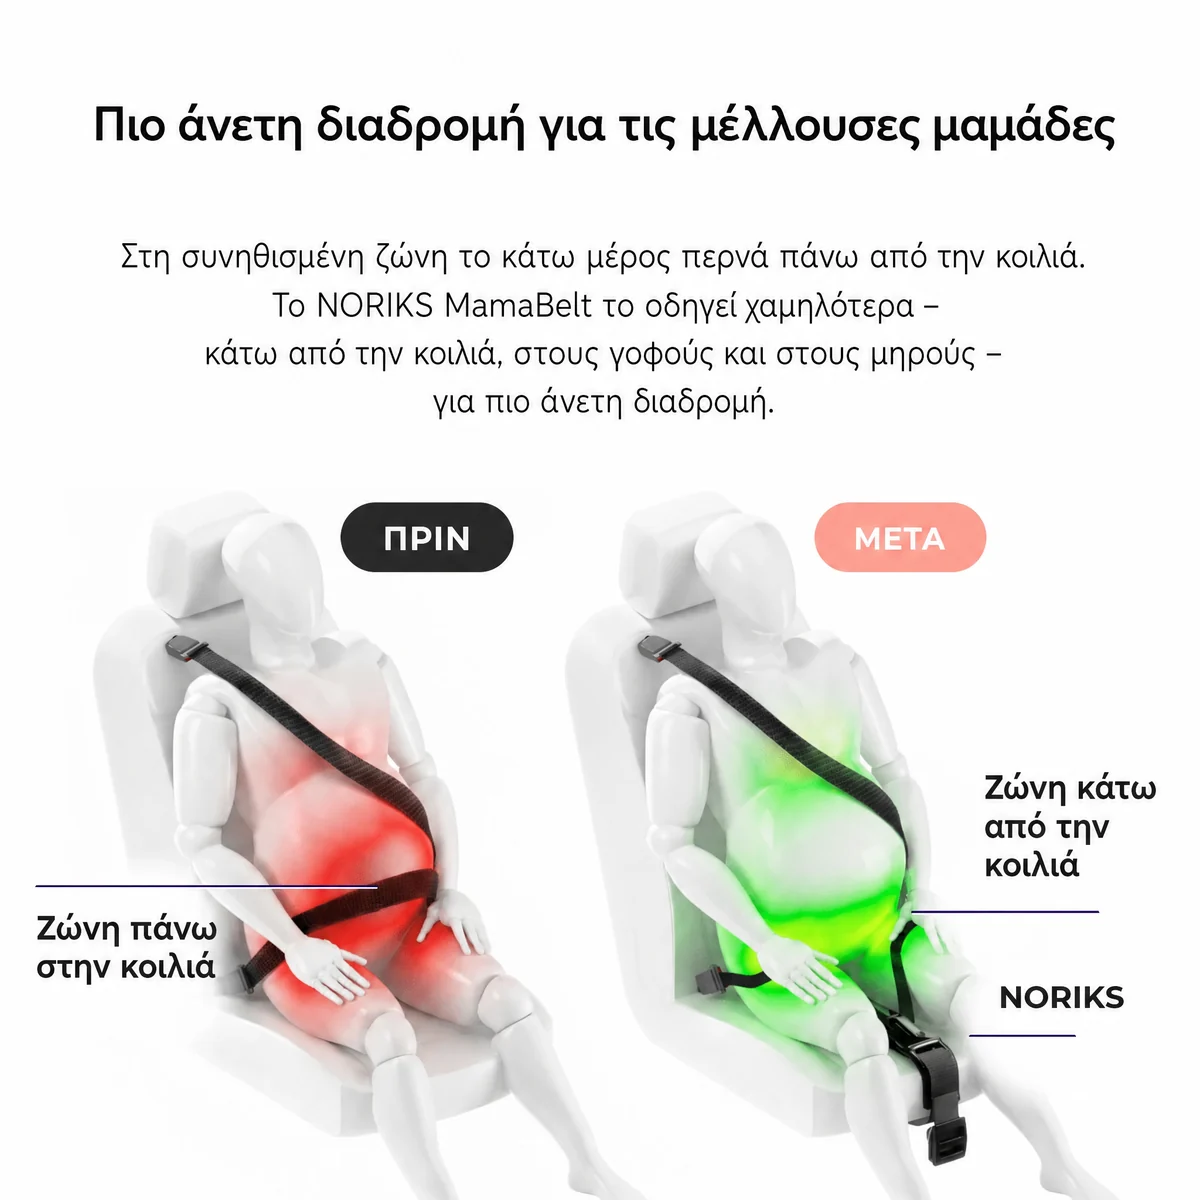 Πιο άνετη διαδρομή για τις μέλλουσες μαμάδες
Στη συνηθισμένη ζώνη το κάτω μέρος περνά πάνω από την κοιλιά.
Το NORIKS MamaBelt το οδηγεί χαμηλότερα –
κάτω από την κοιλιά, στους γοφούς και στους μηρούς –
για πιο άνετη διαδρομή.
ΠΡΙΝ
ΜΕΤΑ
Ζώνη πάνω
στην κοιλιά
Ζώνη κάτω
από την
κοιλιά
NORIKS